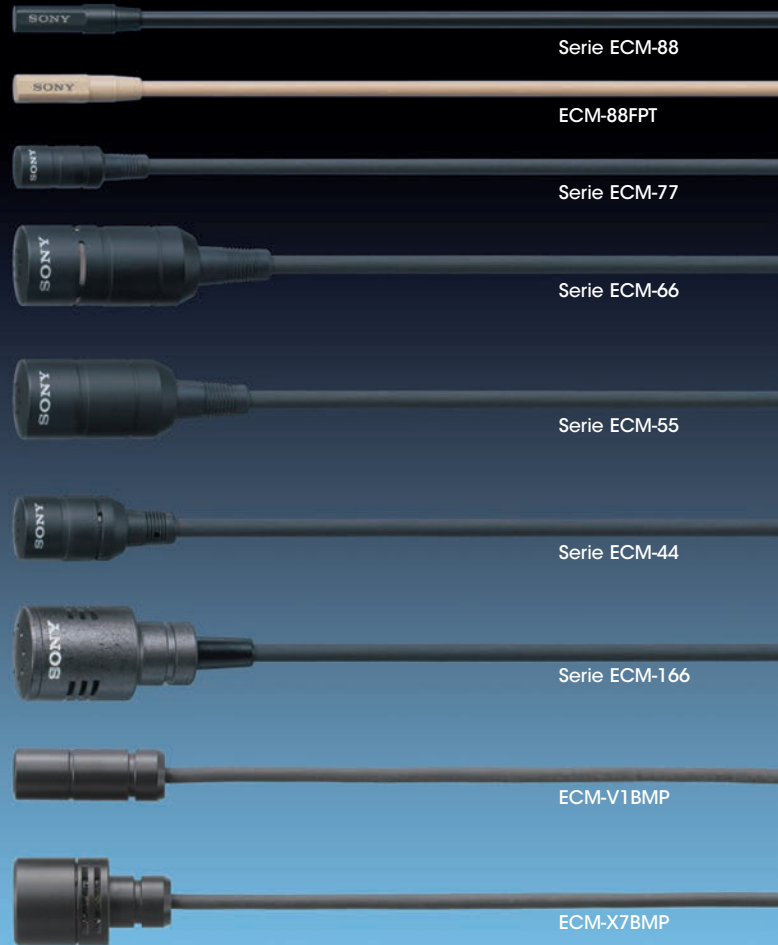 SONY
Serie ECM-88
SONY
ECM-88FPT
SONY
Serie ECM-77
SONY
Serie ECM-66
SONY
Serie ECM-55
SONY
Serie ECM-44
SONY
Serie ECM-166
ECM-V1BMP
ECM-X7BMP